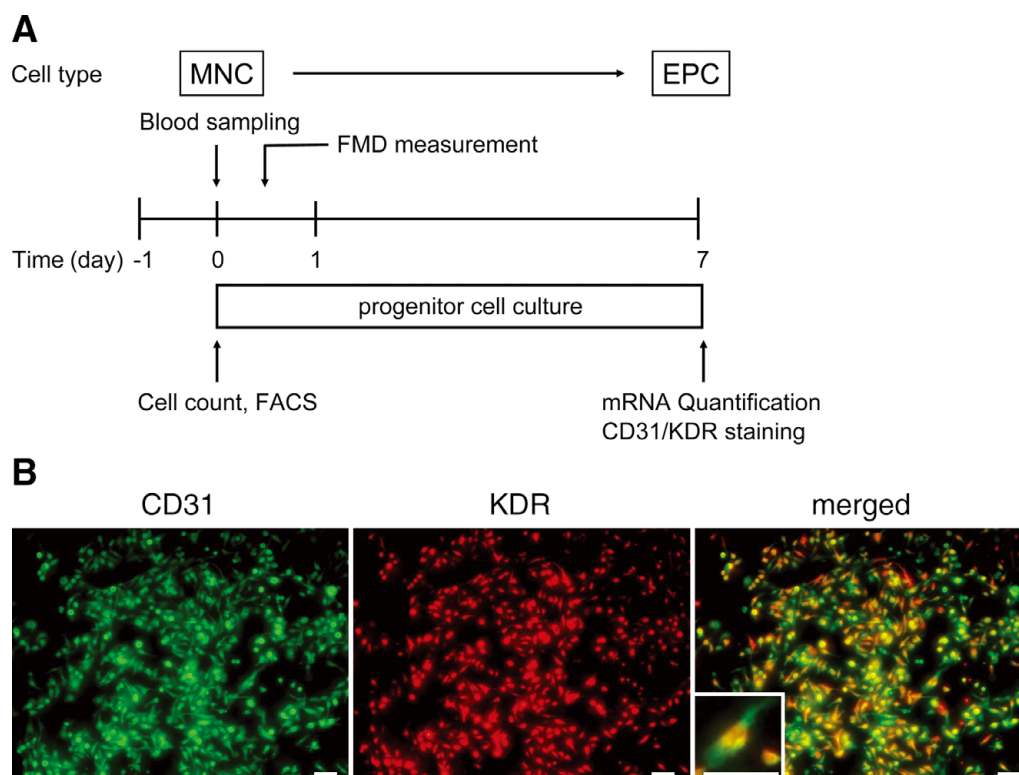 A
Cell type
MNC
EPC
Blood sampling
FMD measurement
Time (day) -1 0 1 7
progenitor cell culture
Cell count, FACS
mRNA Quantification
CD31/KDR staining
B
CD31 KDR merged